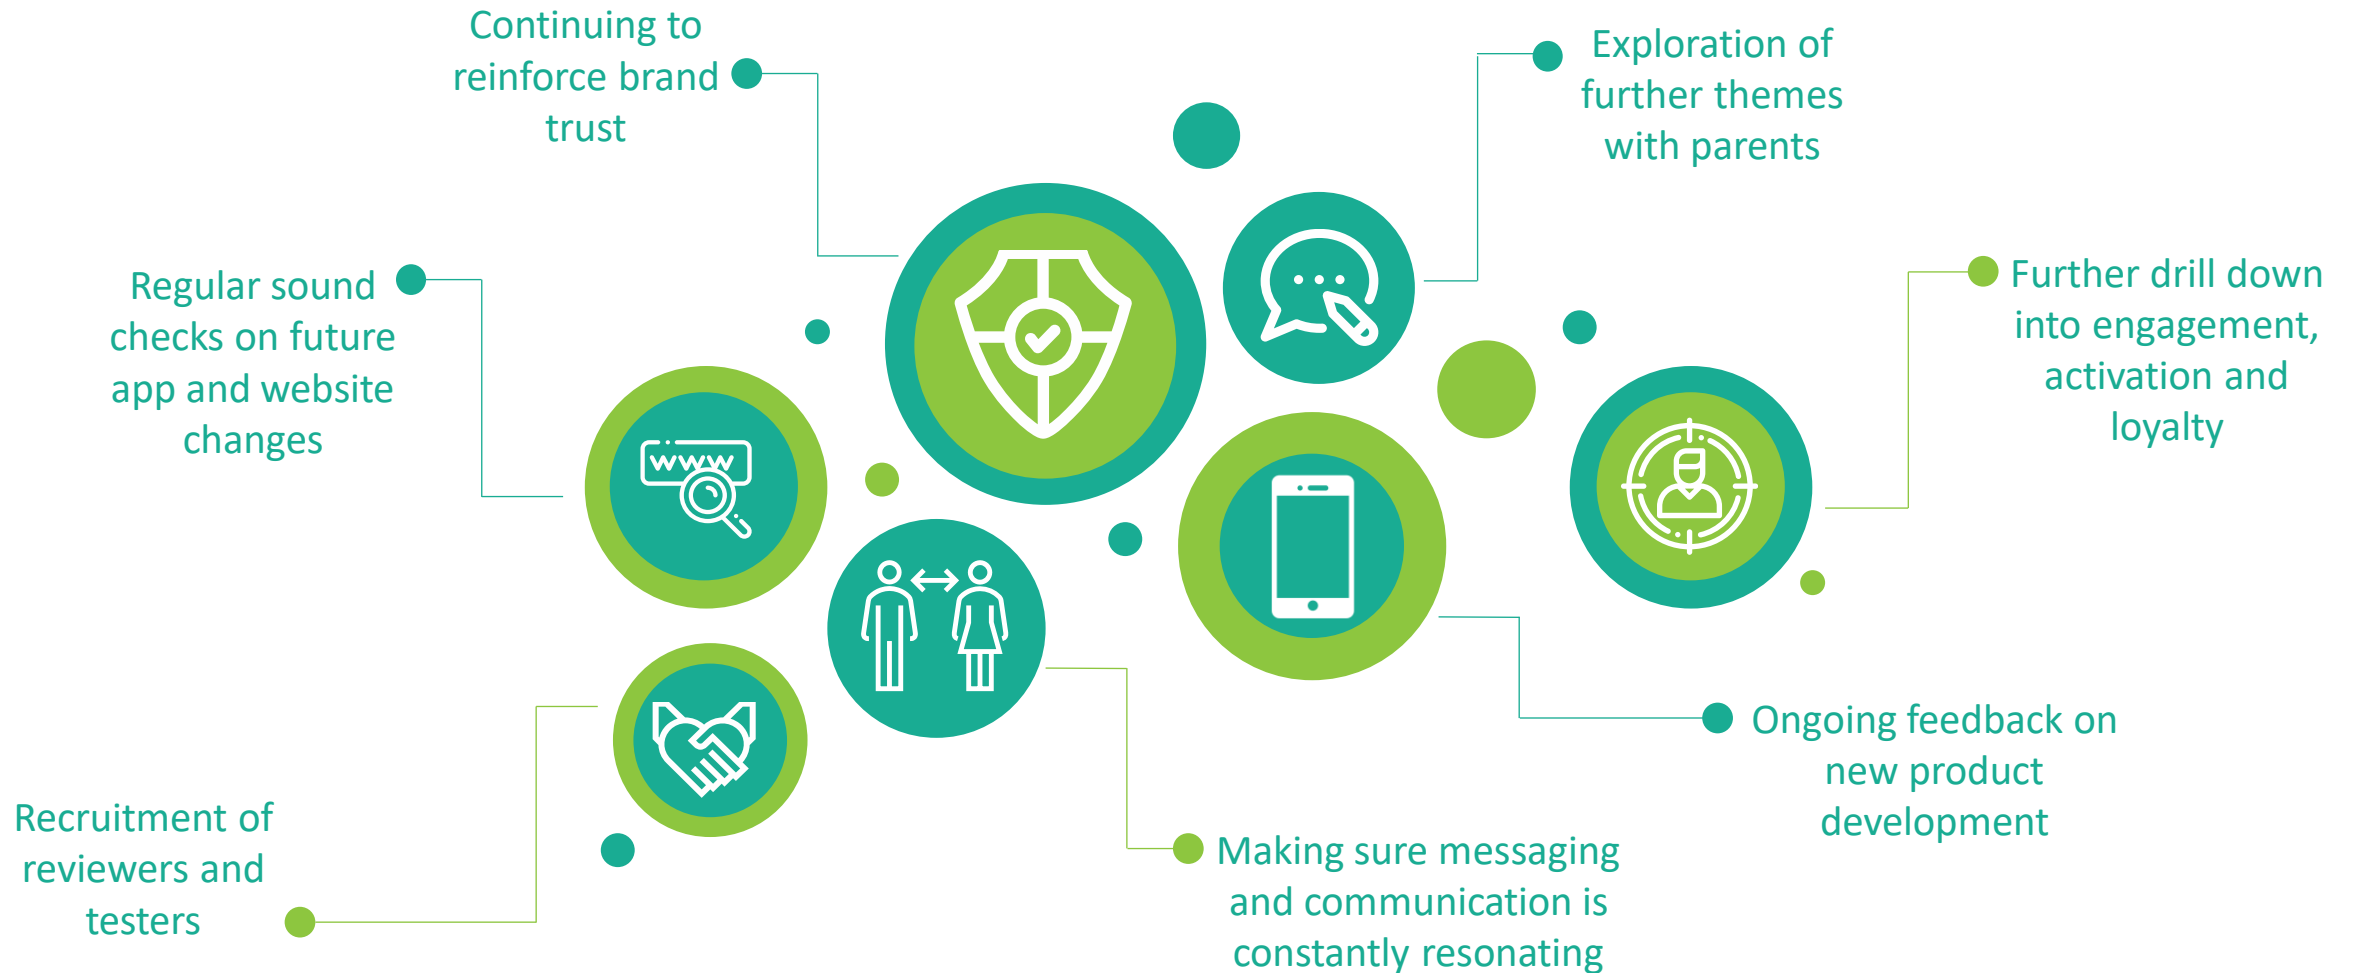 Continuing to
reinforce brand
trust
Exploration of
further themes
with parents
Regular sound
checks on future
app and website
changes
Further drill down
into engagement,
activation and
loyalty
www
Ongoing feedback on
new product
development
Recruitment of
reviewers and
testers
Making sure messaging
and communication is
constantly resonating